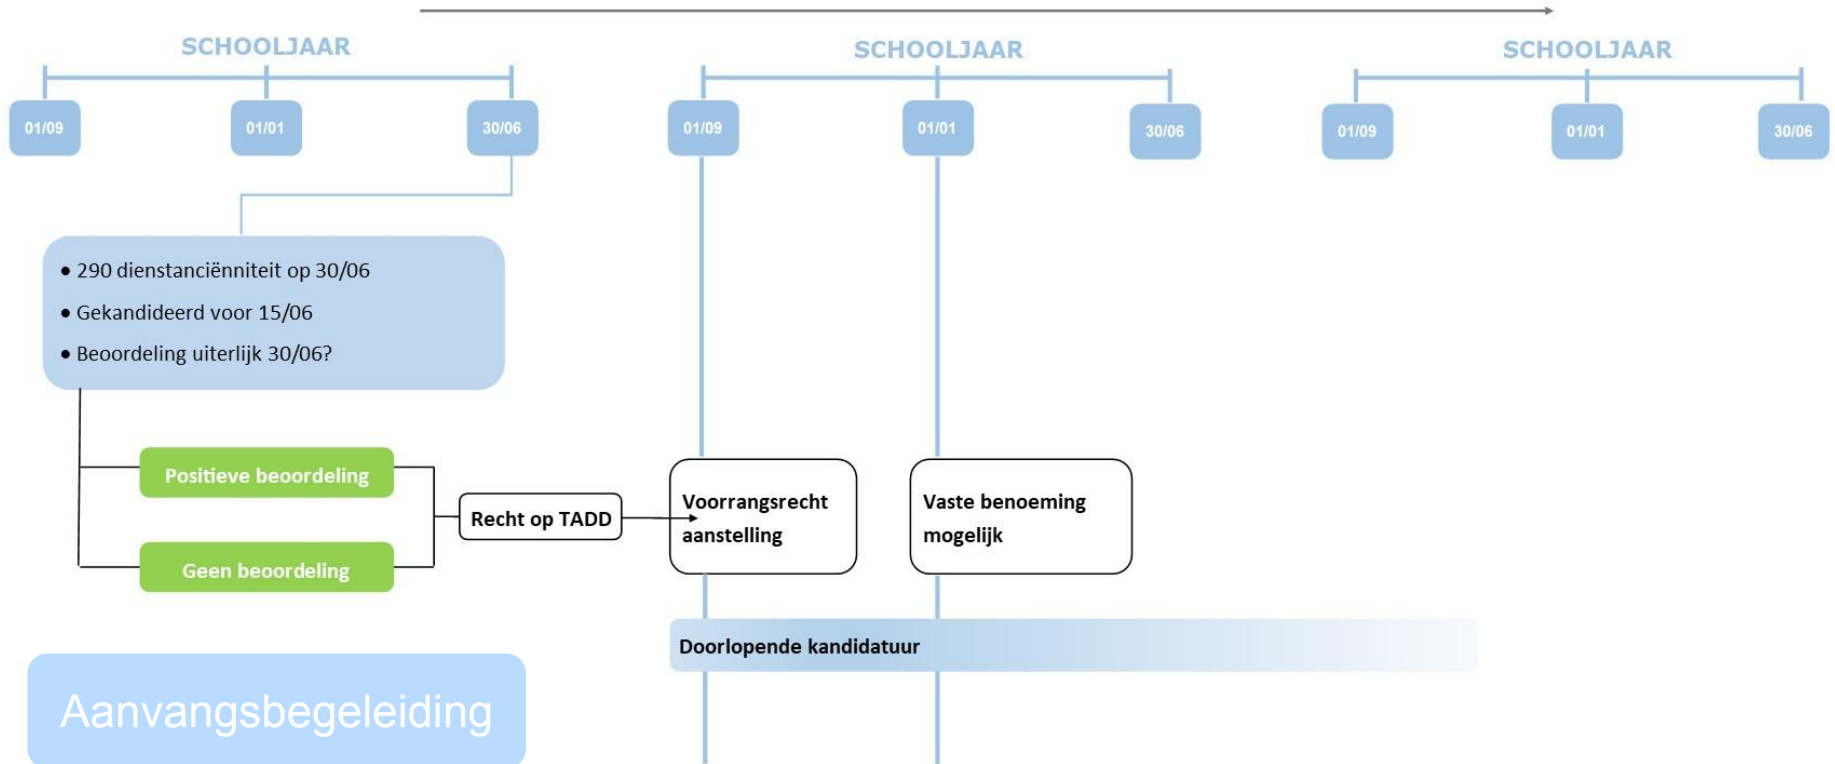 SCHOOLJAAR
SCHOOLJAAR
SCHOOLJAAR
01/09
01/01
30/06
01/09
01/01
30/06
01/09
01/01
30/06
• 290 dienstanciënniteit op 30/06
• Gekandideerd voor 15/06
• Beoordeling uiterlijk 30/06?
Positieve beoordeling
Geen beoordeling
Recht op TADD
Voorrangsrecht
aanstelling
Vaste benoeming
mogelijk
Doorlopende kandidatuur
Aanvangsbegeleiding